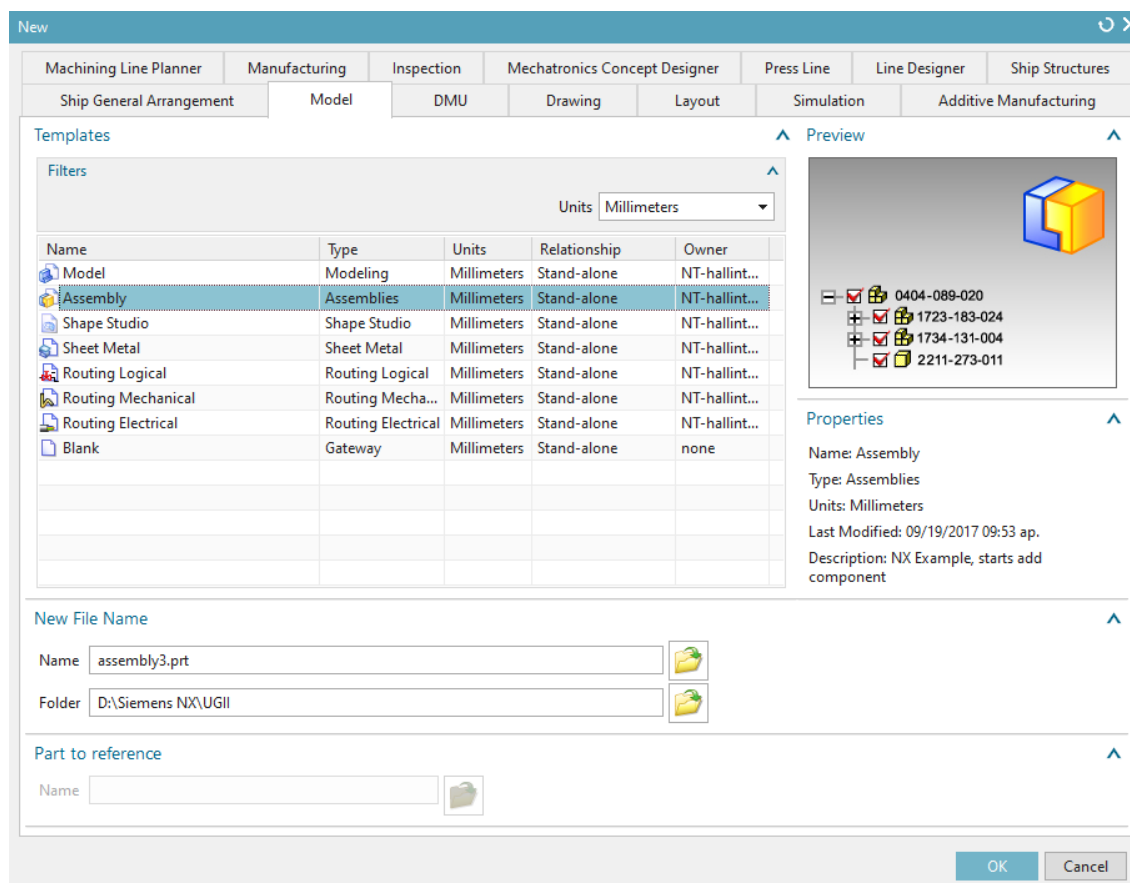 New
Machining Line Planner Manufacturing Inspection Mechatronics Concept Designer Press Line Line Designer Ship Structures
Ship General Arrangement Model DMU Drawing Layout Simulation Additive Manufacturing
Templates
Filters
Units Millimeters
Name Type Units Relationship Owner
Model Modeling Millimeters Stand-alone NT-hallint...
Assembly Assemblies Millimeters Stand-alone NT-hallint...
Shape Studio Shape Studio Millimeters Stand-alone NT-hallint...
Sheet Metal Sheet Metal Millimeters Stand-alone NT-hallint...
Routing Logical Routing Logical Millimeters Stand-alone NT-hallint...
Routing Mechanical Routing Mecha... Millimeters Stand-alone NT-hallint...
Routing Electrical Routing Electrical Millimeters Stand-alone NT-hallint...
Blank Gateway Millimeters Stand-alone none
Preview
0404-089-020
1723-183-024
1734-131-004
2211-273-011
Properties
Name: Assembly
Type: Assemblies
Units: Millimeters
Last Modified: 09/19/2017 09:53 ap.
Description: NX Example, starts add
component
New File Name
Name assembly3.prt
Folder D:\Siemens NX\UGII
Part to reference
Name
OK Cancel